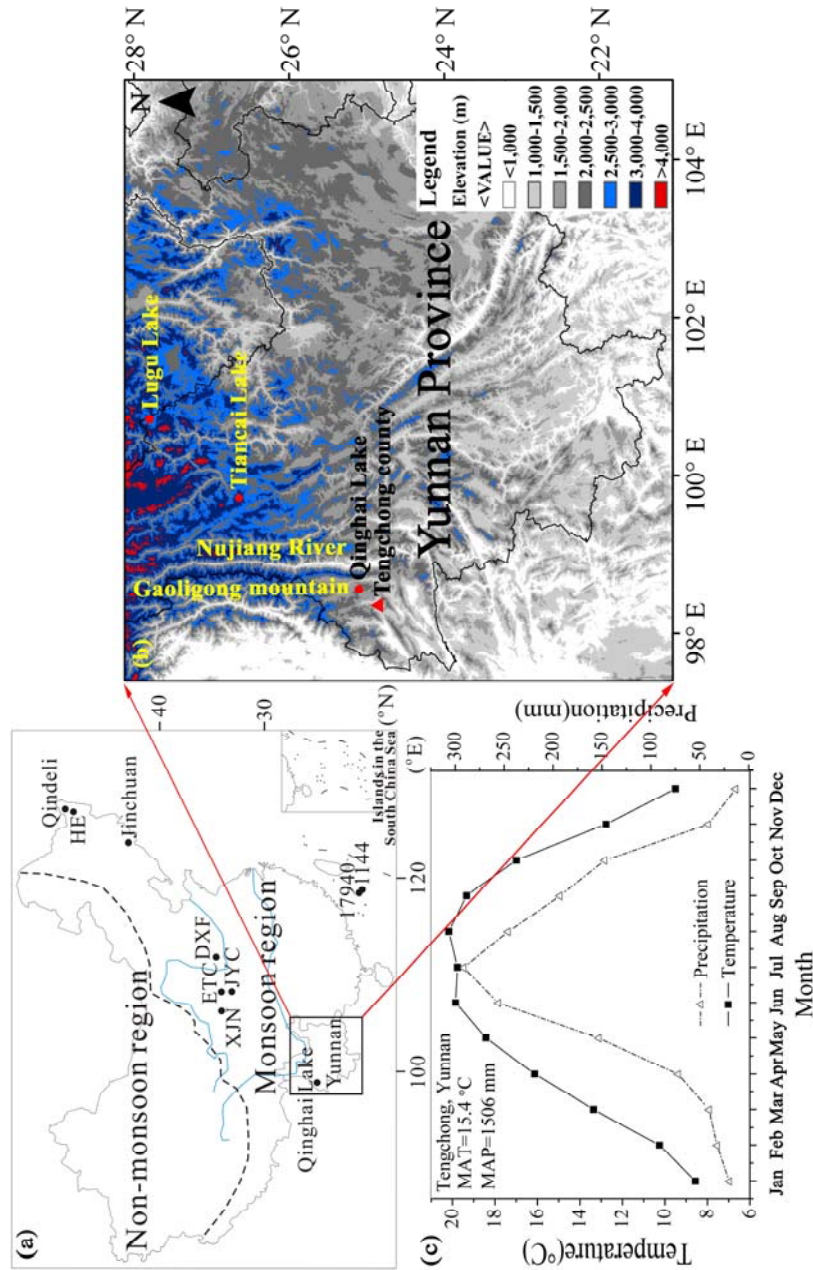 (a)
Non-monsoon region
Monsoon region
Qindeli
HE
Jinchuan
ETC
DXF
XJN
JYC
Qinghai Lake
Yunnan
17940
1144
Islands in the
South China Sea
40
30
(°N)
100
120
(°E)
(b)
N
28° N
26° N
24° N
22° N
98° E
100° E
102° E
104° E
Lugu Lake
Tiancai Lake
Nujiang River
Gaoligong mountain
Qinghai Lake
Tengchong county
Yunnan Province
Legend
Elevation (m)
<VALUE>
<1,000
1,000-1,500
1,500-2,000
2,000-2,500
2,500-3,000
3,000-4,000
>4,000
(c)
Tengchong, Yunnan
MAT=15.4 °C
MAP=1506 mm
Precipitation
Temperature
Temperature(°C)
20
18
16
14
12
10
8
6
Precipitation(mm)
300
250
200
150
100
50
0
Jan Feb Mar Apr May Jun Jul Aug Sep Oct Nov Dec
Month